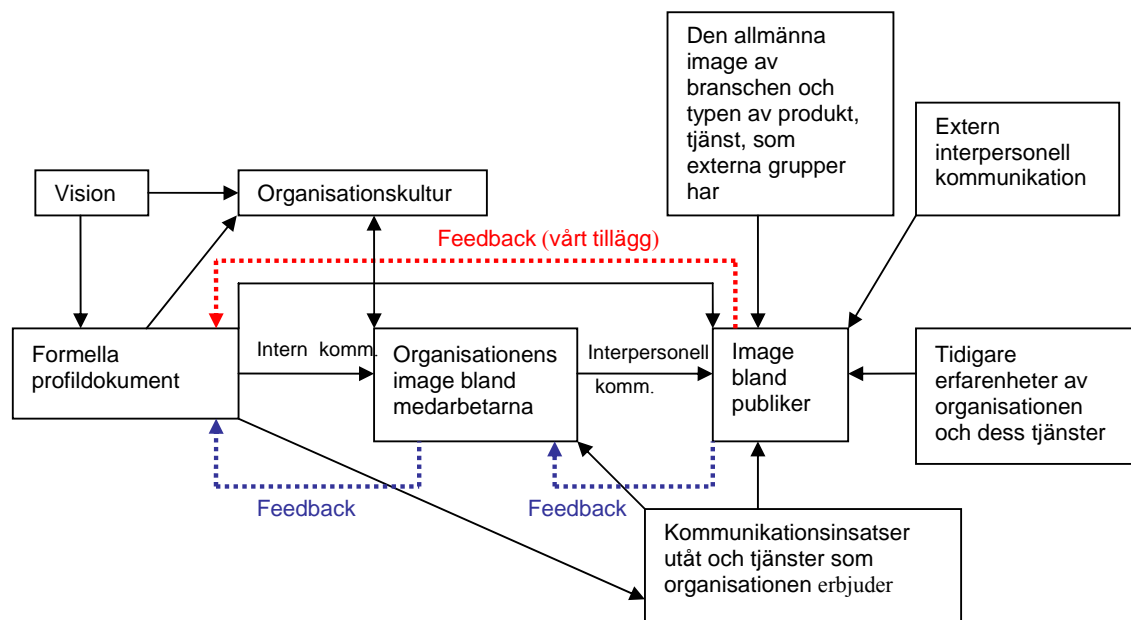 Den allmänna
image av
branschen och
typen av produkt,
tjänst, som
externa grupper
har
Extern
interpersonell
kommunikation
Vision
Organisationskultur
Feedback (vårt tillägg)
Formella
profildokument
Intern komm.
Organisationens
image bland
medarbetarna
Interpersonell
komm.
Image
bland
publiker
Tidigare
erfarenheter av
organisationen
och dess tjänster
Feedback
Feedback
Kommunikationsinsatser
utåt och tjänster som
organisationen erbjuder